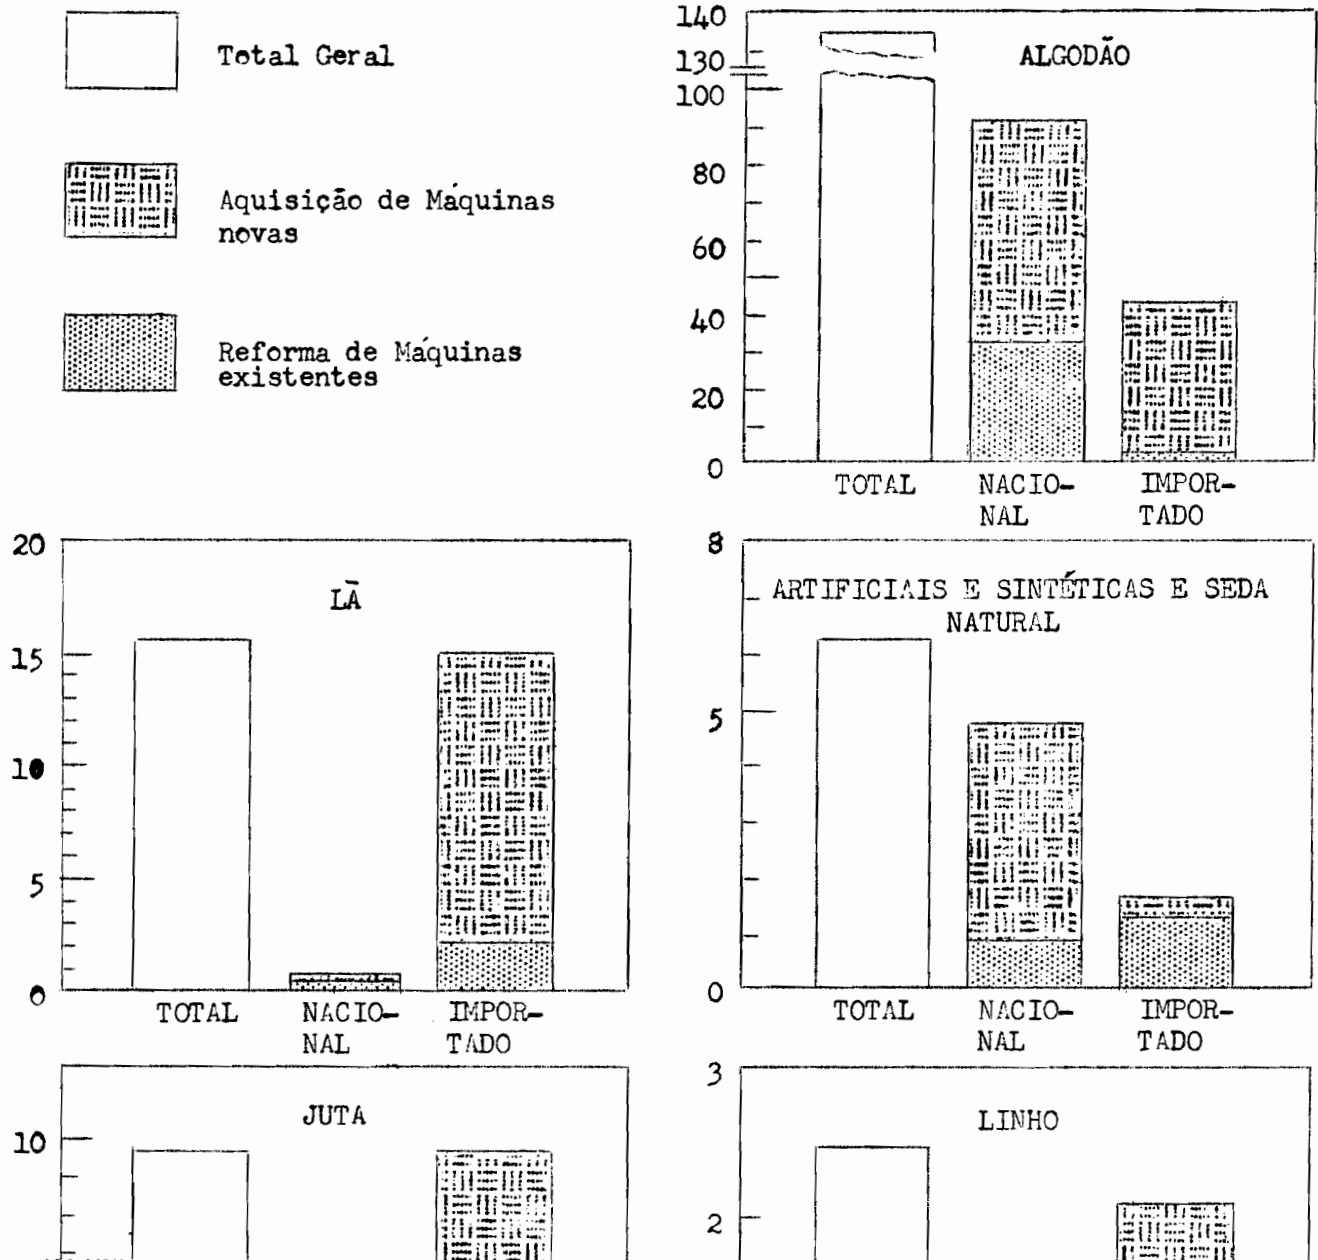 Total Geral
Aquisição de Máquinas
novas
Reforma de Máquinas
existentes
140
130
100
80
60
40
20
0
ALGODÃO
TOTAL NACIO- IMPOR-
NAL TADO
20
15
10
5
0
LÃ
TOTAL NACIO- IMPOR-
NAL TADO
8
5
0
ARTIFICIAIS E SINTÉTICAS E SEDA
NATURAL
TOTAL NACIO- IMPOR-
NAL TADO
10
JUTA
3
2
LINHO